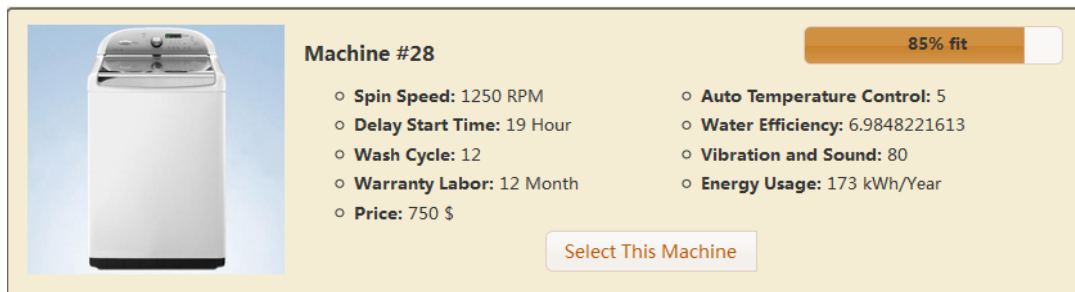 Machine #28
85% fit
Spin Speed: 1250 RPM
Delay Start Time: 19 Hour
Wash Cycle: 12
Warranty Labor: 12 Month
Price: 750 $
Auto Temperature Control: 5
Water Efficiency: 6.9848221613
Vibration and Sound: 80
Energy Usage: 173 kWh/Year
Select This Machine